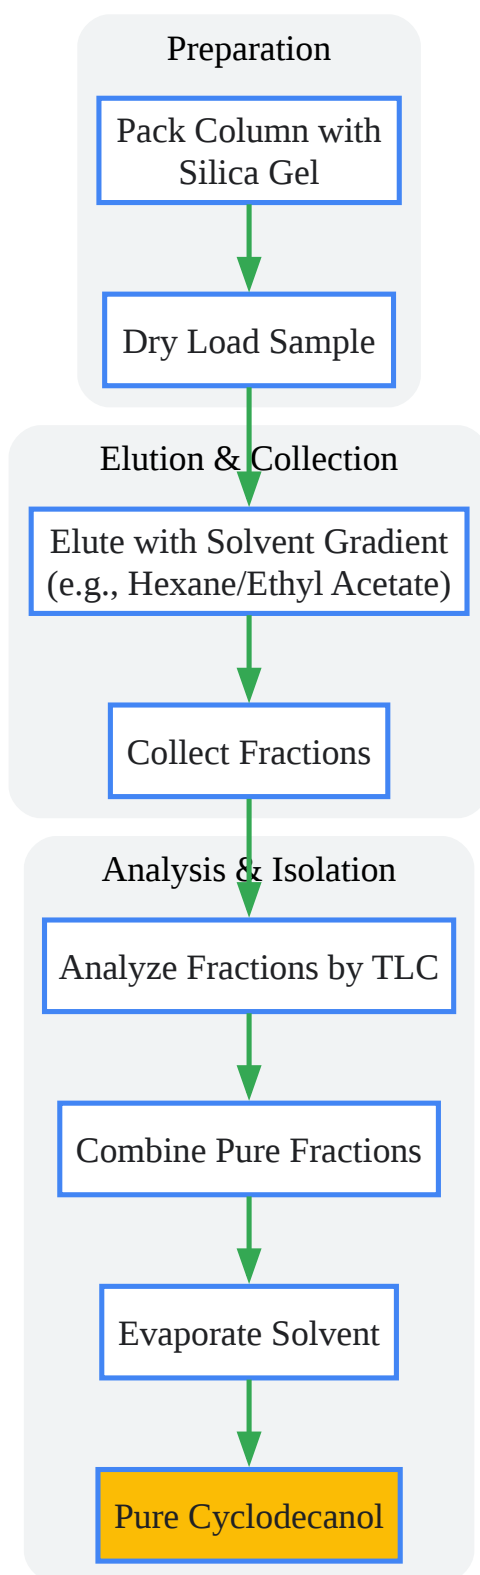 Preparation
Pack Column with
Silica Gel
Dry Load Sample
Elution & Collection
Elute with Solvent Gradient
(e.g., Hexane/Ethyl Acetate)
Collect Fractions
Analysis & Isolation
Analyze Fractions by TLC
Combine Pure Fractions
Evaporate Solvent
Pure Cyclodecanol